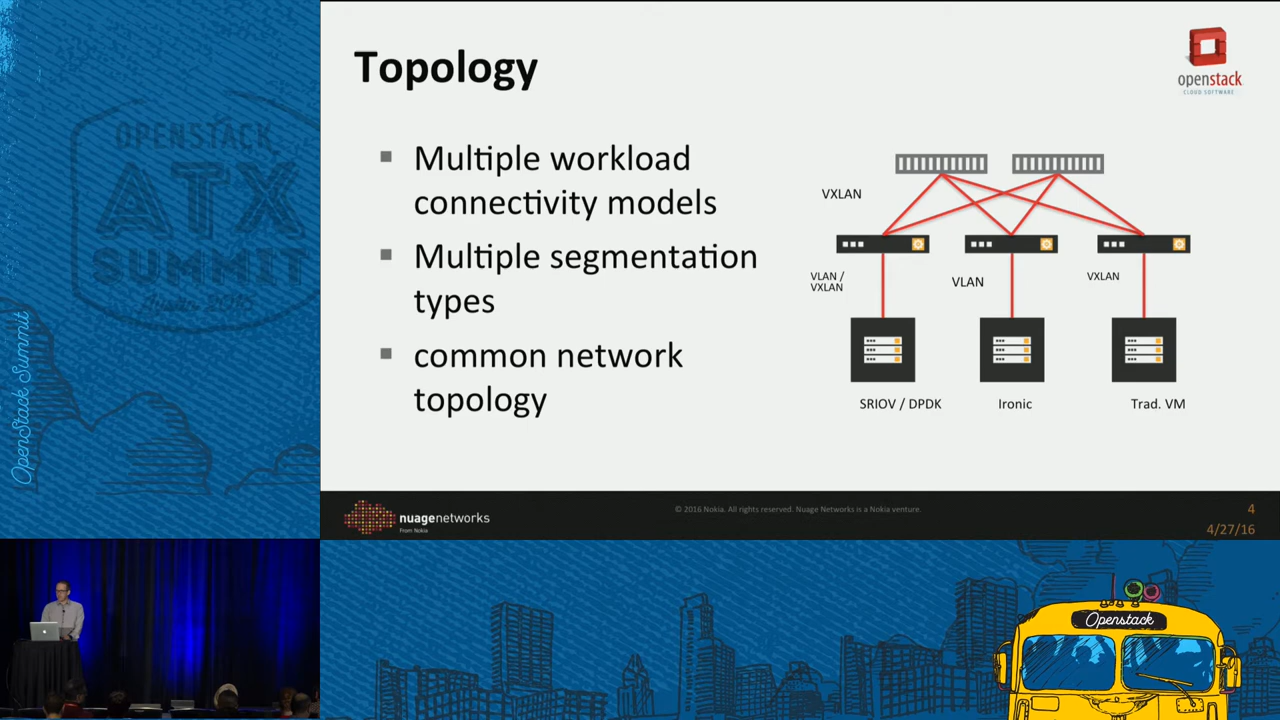 OPENSTACK
ATX
SUMMIT
Austin 2016
OpenStack Summit
Topology
openstack
CLOUD SOFTWARE
Multiple workload
connectivity models
Multiple segmentation
types
common network
topology
VXLAN
VLAN /
VXLAN
VLAN
VXLAN
SRIOV / DPDK
Ironic
Trad. VM
nuagenetworks
From Nokia
© 2016 Nokia. All rights reserved. Nuage Networks is a Nokia venture.
4
4/27/16
Openstack